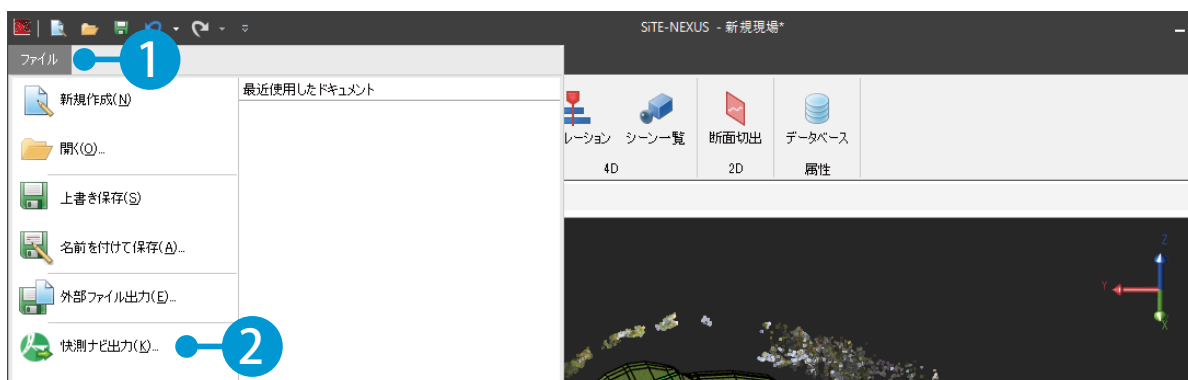 SiTE-NEXUS - 新規現場*
ファイル
1
新規作成(N)
最近使用したドキュメント
開く(O)...
上書き保存(S)
名前を付けて保存(A)...
外部ファイル出力(E)...
快測ナビ出力(K)...
2
レーション シーン一覧 断面切出 データベース
4D 2D 属性
Z
Y
X